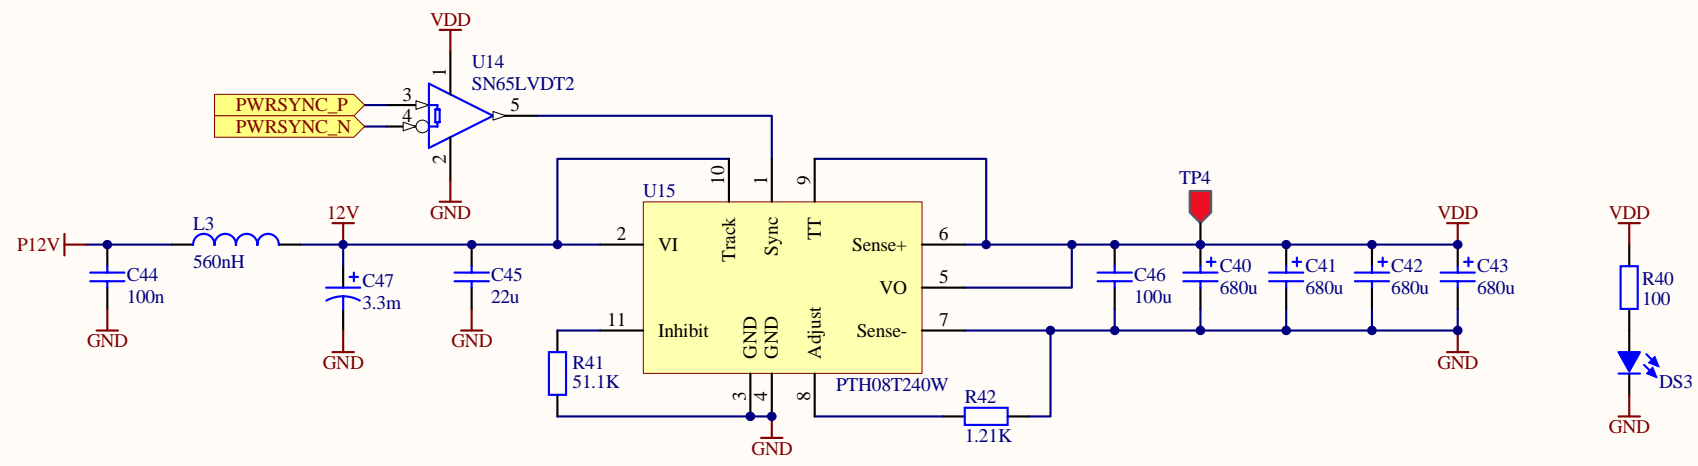 VDD
1
U14
SN65LVDT2
PWRSYNC_P
3
PWRSYNC_N
4
5
2
GND
P12V
C44
100n
GND
L3
560nH
12V
C47
3.3m
GND
C45
22u
GND
U15
10
1
9
2
VI
Track
Sync
TT
Sense+
6
VO
5
11
Inhibit
GND
GND
Adjust
Sense-
7
PTH08T240W
3
4
8
R41
51.1K
GND
R42
1.21K
TP4
C46
100u
C40
680u
C41
680u
C42
680u
VDD
C43
680u
GND
VDD
R40
100
DS3
GND